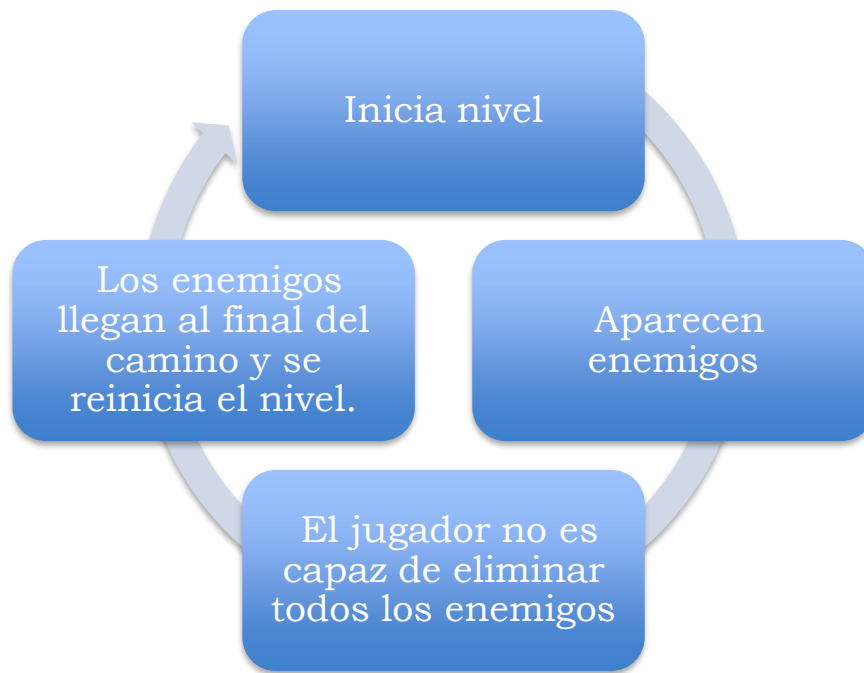 Inicia nivel
Aparecen
enemigos
El jugador no es
capaz de eliminar
todos los enemigos
Los enemigos
llegan al final del
camino y se
reinicia el nivel.